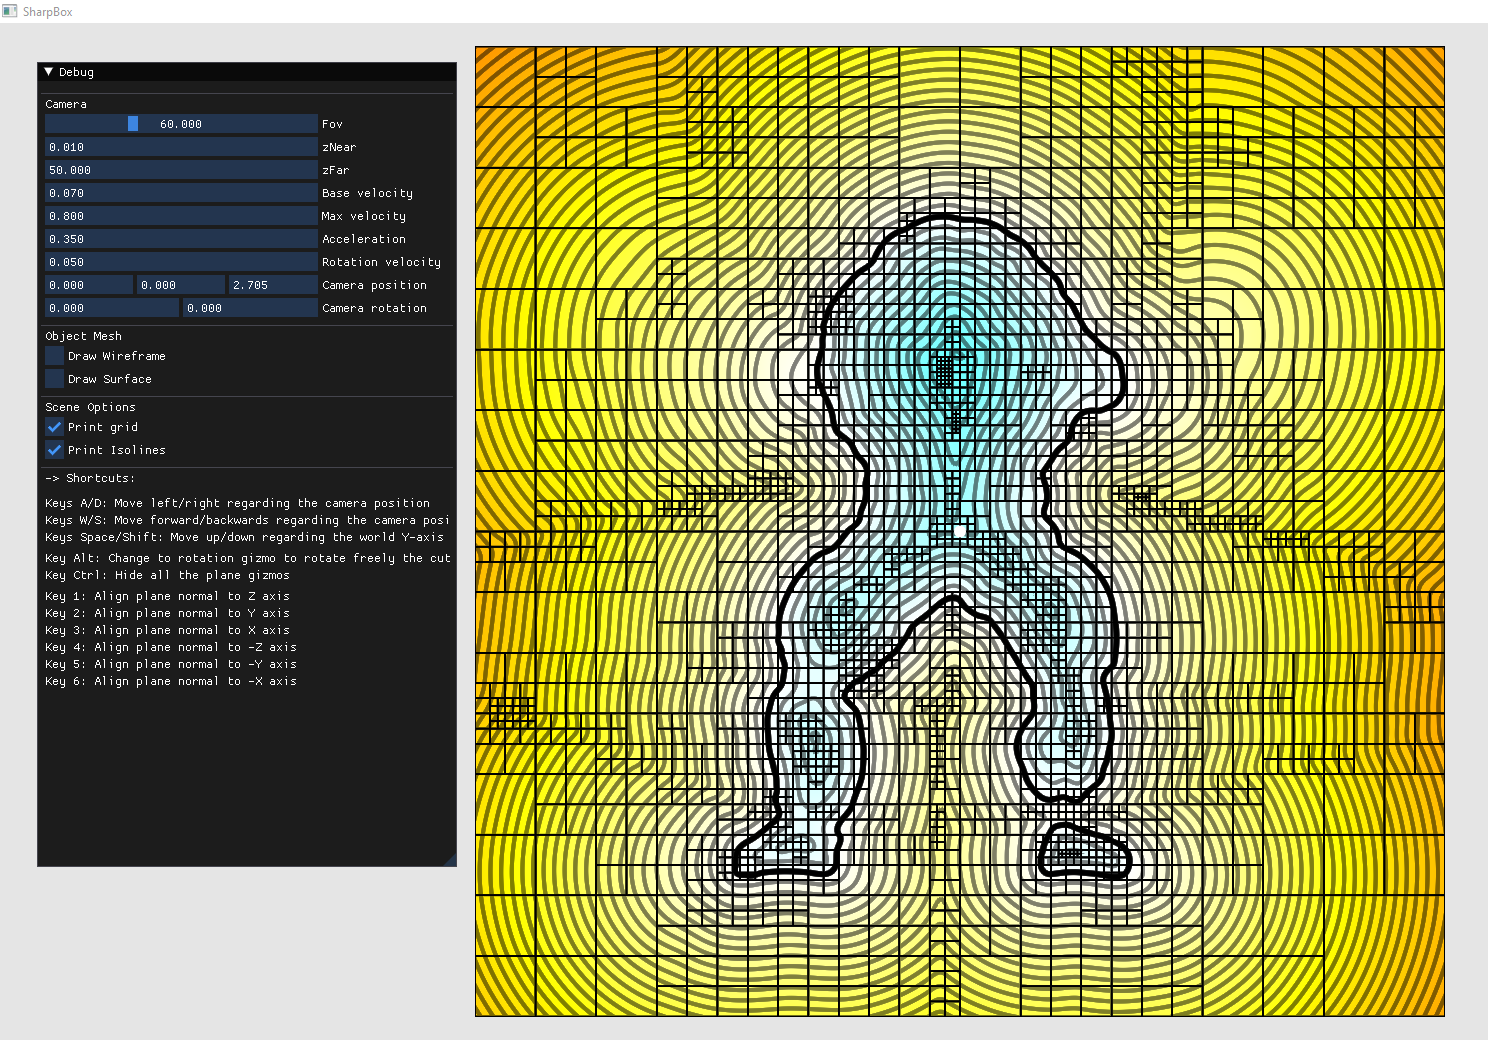 SharpBox
Debug
Camera
60.000 Fov
0.010 zNear
50.000 zFar
0.070 Base velocity
0.800 Max velocity
0.350 Acceleration
0.050 Rotation velocity
0.000 0.000 2.705 Camera position
0.000 0.000 Camera rotation
Object Mesh
Draw Wireframe
Draw Surface
Scene Options
Print grid
Print Isolines
-> Shortcuts:
Keys A/D: Move left/right regarding the camera position
Keys W/S: Move forward/backwards regarding the camera posi
Keys Space/Shift: Move up/down regarding the world Y-axis
Key Alt: Change to rotation gizmo to rotate freely the cut
Key Ctrl: Hide all the plane gizmos
Key 1: Align plane normal to Z axis
Key 2: Align plane normal to Y axis
Key 3: Align plane normal to X axis
Key 4: Align plane normal to -Z axis
Key 5: Align plane normal to -Y axis
Key 6: Align plane normal to -X axis